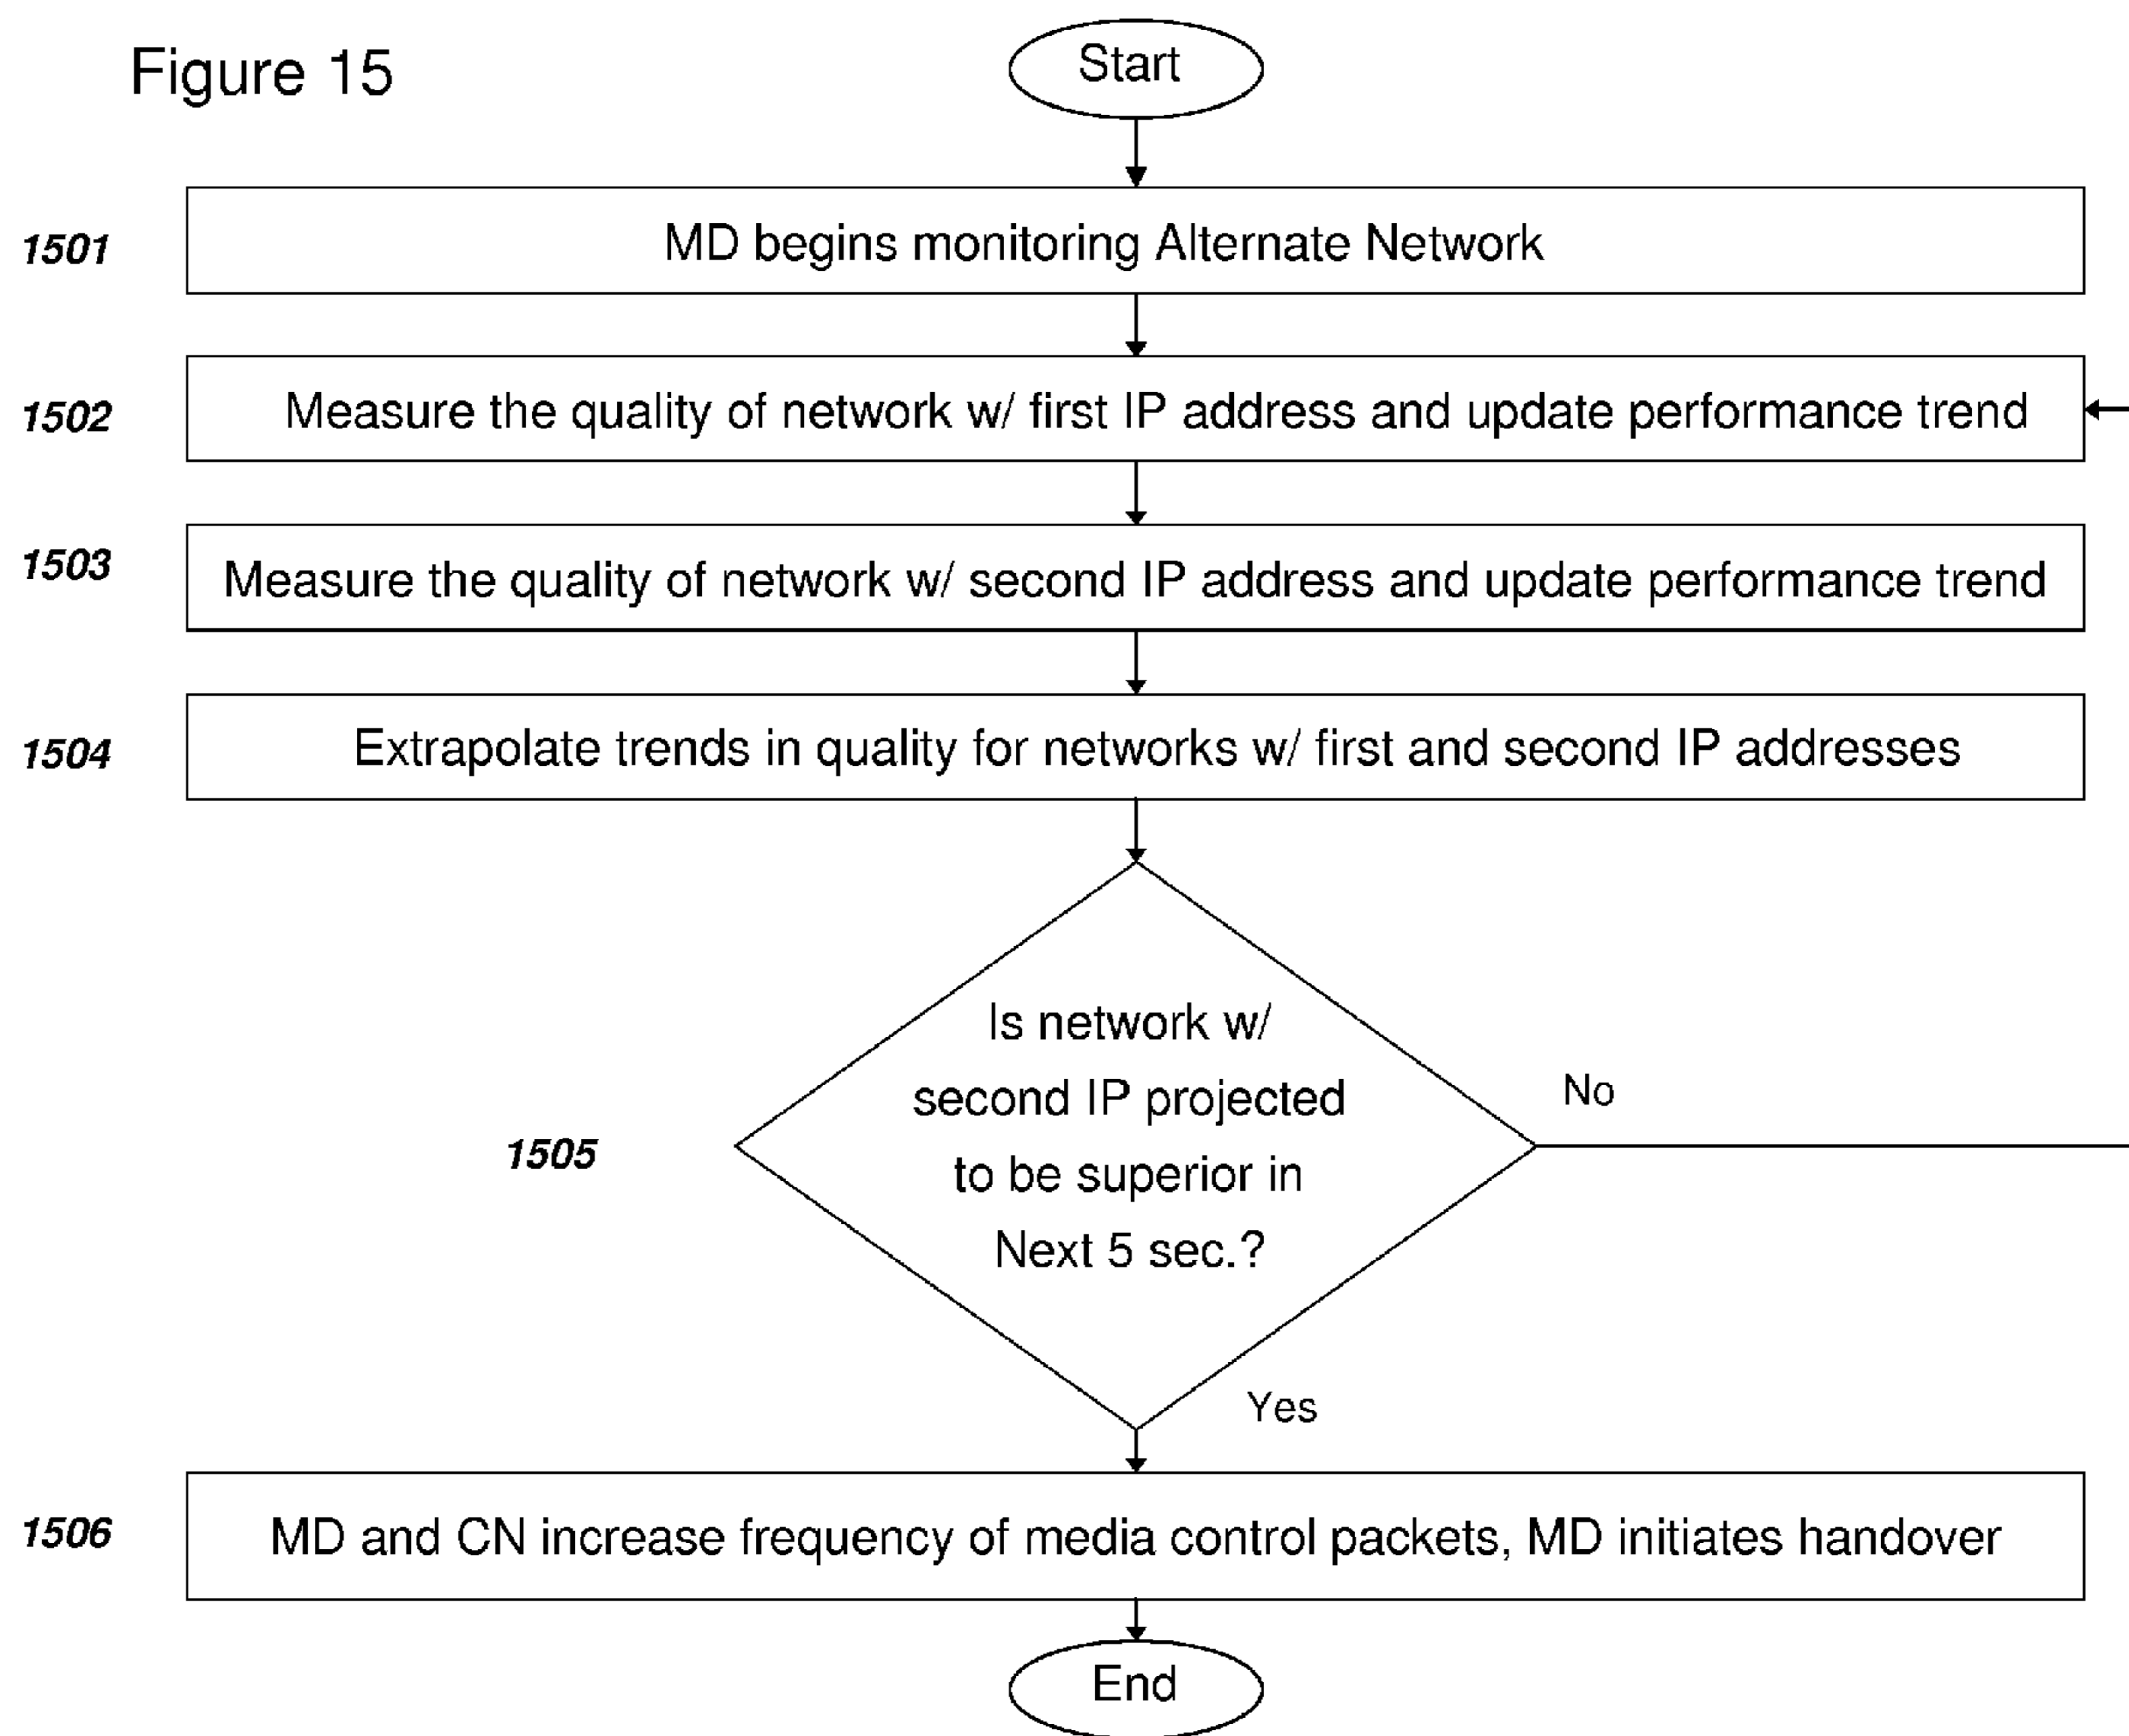 Figure 15
Start
1501
MD begins monitoring Alternate Network
1502
Measure the quality of network w/ first IP address and update performance trend
1503
Measure the quality of network w/ second IP address and update performance trend
1504
Extrapolate trends in quality for networks w/ first and second IP addresses
Is network w/
second IP projected
to be superior in
Next 5 sec.?
1505
No
Yes
1506
MD and CN increase frequency of media control packets, MD initiates handover
End